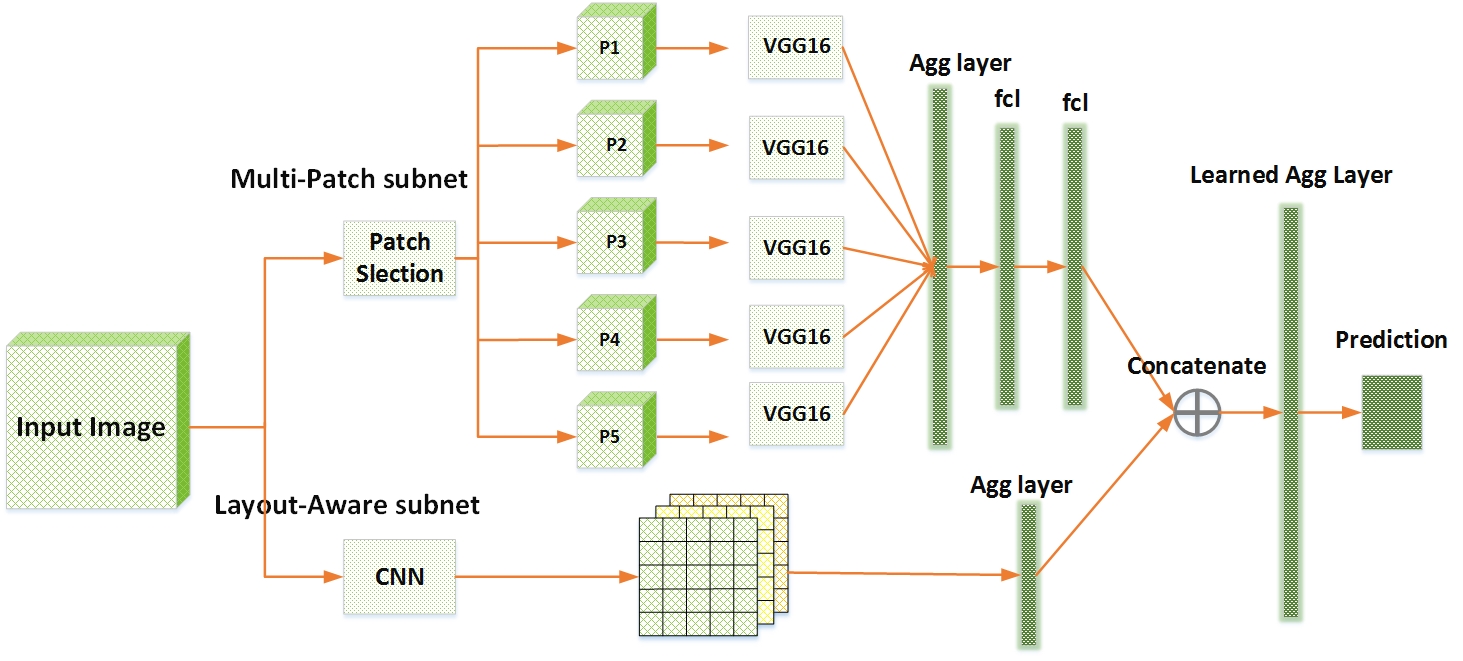 P1
VGG16
Agg layer
fcl
fcl
P2
VGG16
Multi-Patch subnet
Learned Agg Layer
Patch
Slection
P3
VGG16
P4
VGG16
Prediction
Concatenate
Input Image
P5
VGG16
Layout-Aware subnet
Agg layer
CNN